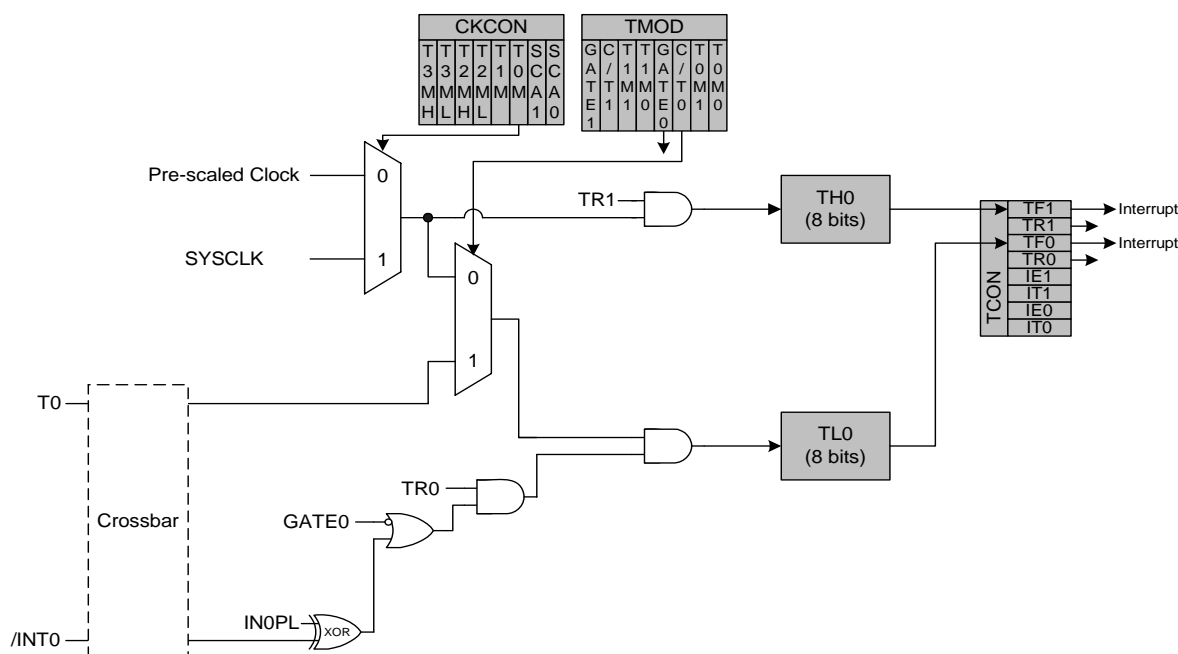 CKCON
T3MH
T3ML
T2MH
T2ML
T1M
T0M
SCA1
SCA0
TMOD
GATE1
C/T1
T1M1
T1M0
GATE0
C/T0
T0M1
T0M0
Pre-scaled Clock
0
SYSCLK
1
TR1
TH0
(8 bits)
TCON
TF1
TR1
TF0
TR0
IE1
IT1
IE0
IT0
Interrupt
Interrupt
0
1
T0
Crossbar
/INT0
TR0
GATE0
IN0PL
XOR
TL0
(8 bits)